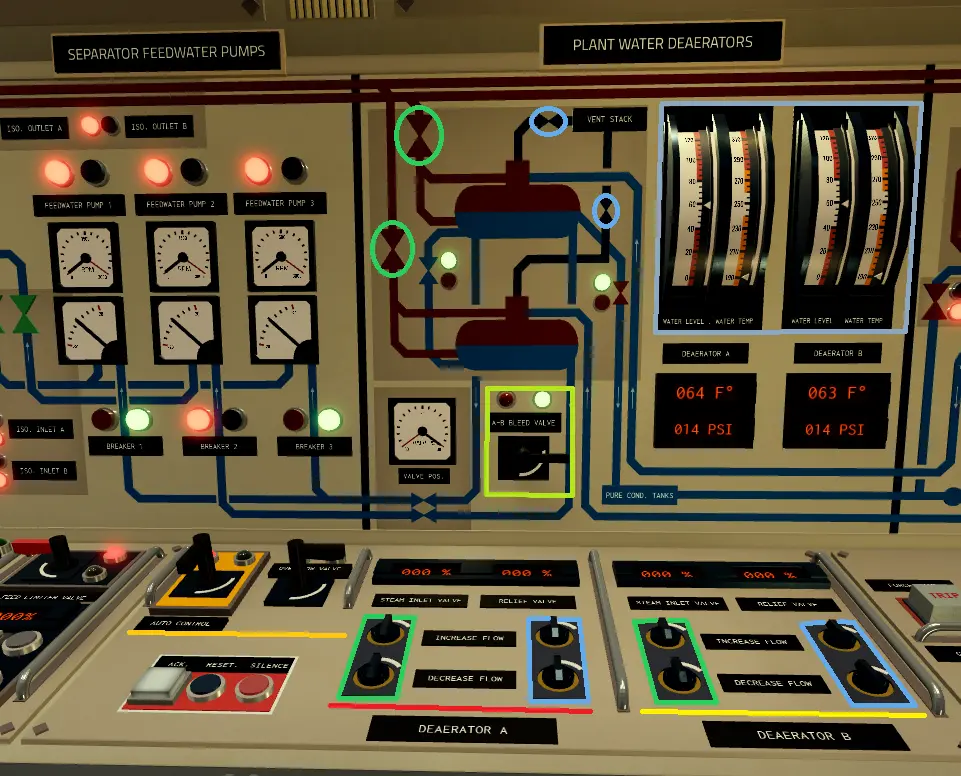 SEPARATOR FEEDWATER PUMPS
PLANT WATER DEAERATORS
ISO. OUTLET A
ISO. OUTLET B
VENT STACK
FEEDWATER PUMP 1
FEEDWATER PUMP 2
FEEDWATER PUMP 3
RPM
RPM
WATER LEVEL . WATER TEMP
WATER LEVEL WATER TEMP
DEAERATOR A
DEAERATOR B
064 F°
014 PSI
063 F°
014 PSI
ISO. INLET A
ISO. INLET B
BREAKER 1
BREAKER 2
BREAKER 3
A-B BLEED VALVE
VALVE POS.
PURE COND. TANKS
000 %
000 %
000 %
000 %
STEAM INLET VALVE
RELIEF VALVE
STEAM INLET VALVE
RELIEF VALVE
AUTO CONTROL
INCREASE FLOW
INCREASE FLOW
ACK. RESET. SILENCE
DECREASE FLOW
DECREASE FLOW
TRIP
DEAERATOR A
DEAERATOR B